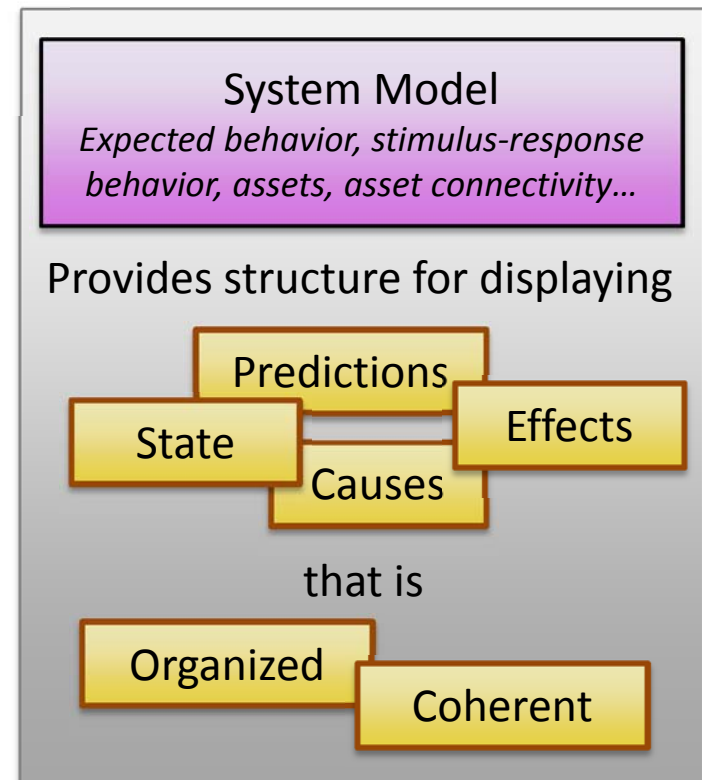 System Model
Expected behavior, stimulus-response
behavior, assets, asset connectivity…
Provides structure for displaying
Predictions
Effects
State
Causes
that is
Organized
Coherent